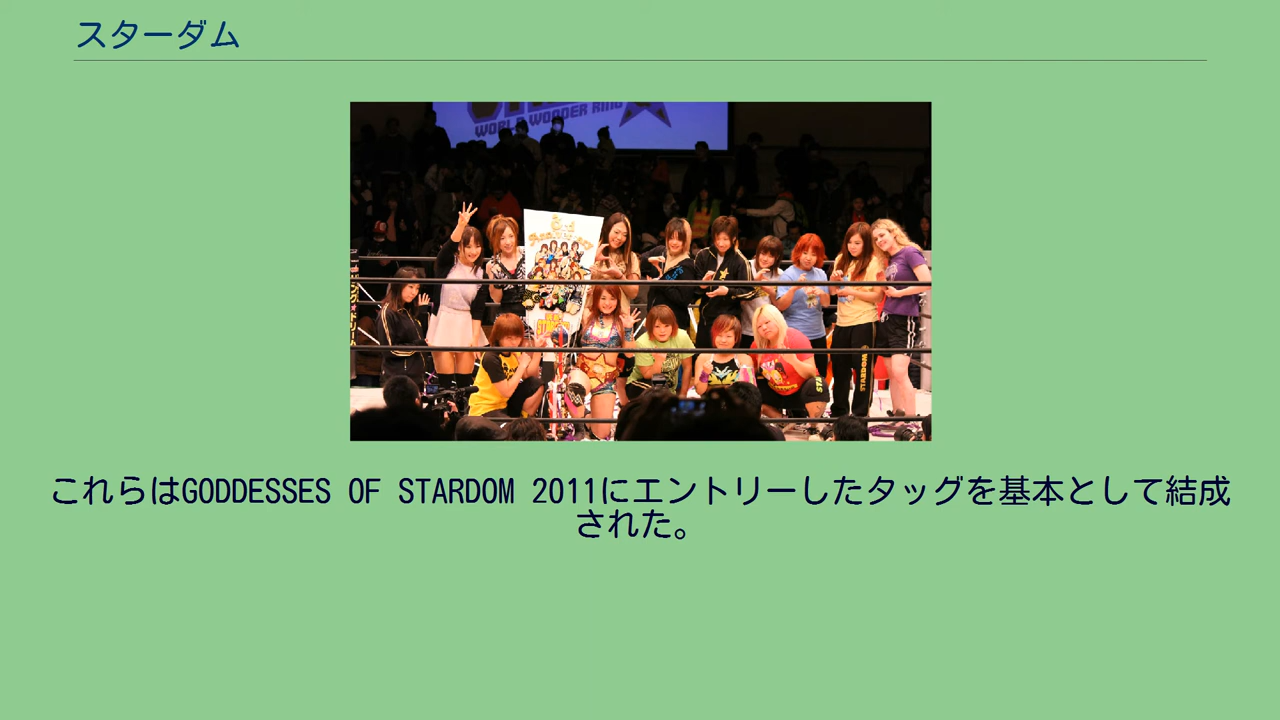 スターダム
WORLD WONDER RING
STARDOM
これらはGODDESSES OF STARDOM 2011にエントリーしたタッグを基本として結成
された。